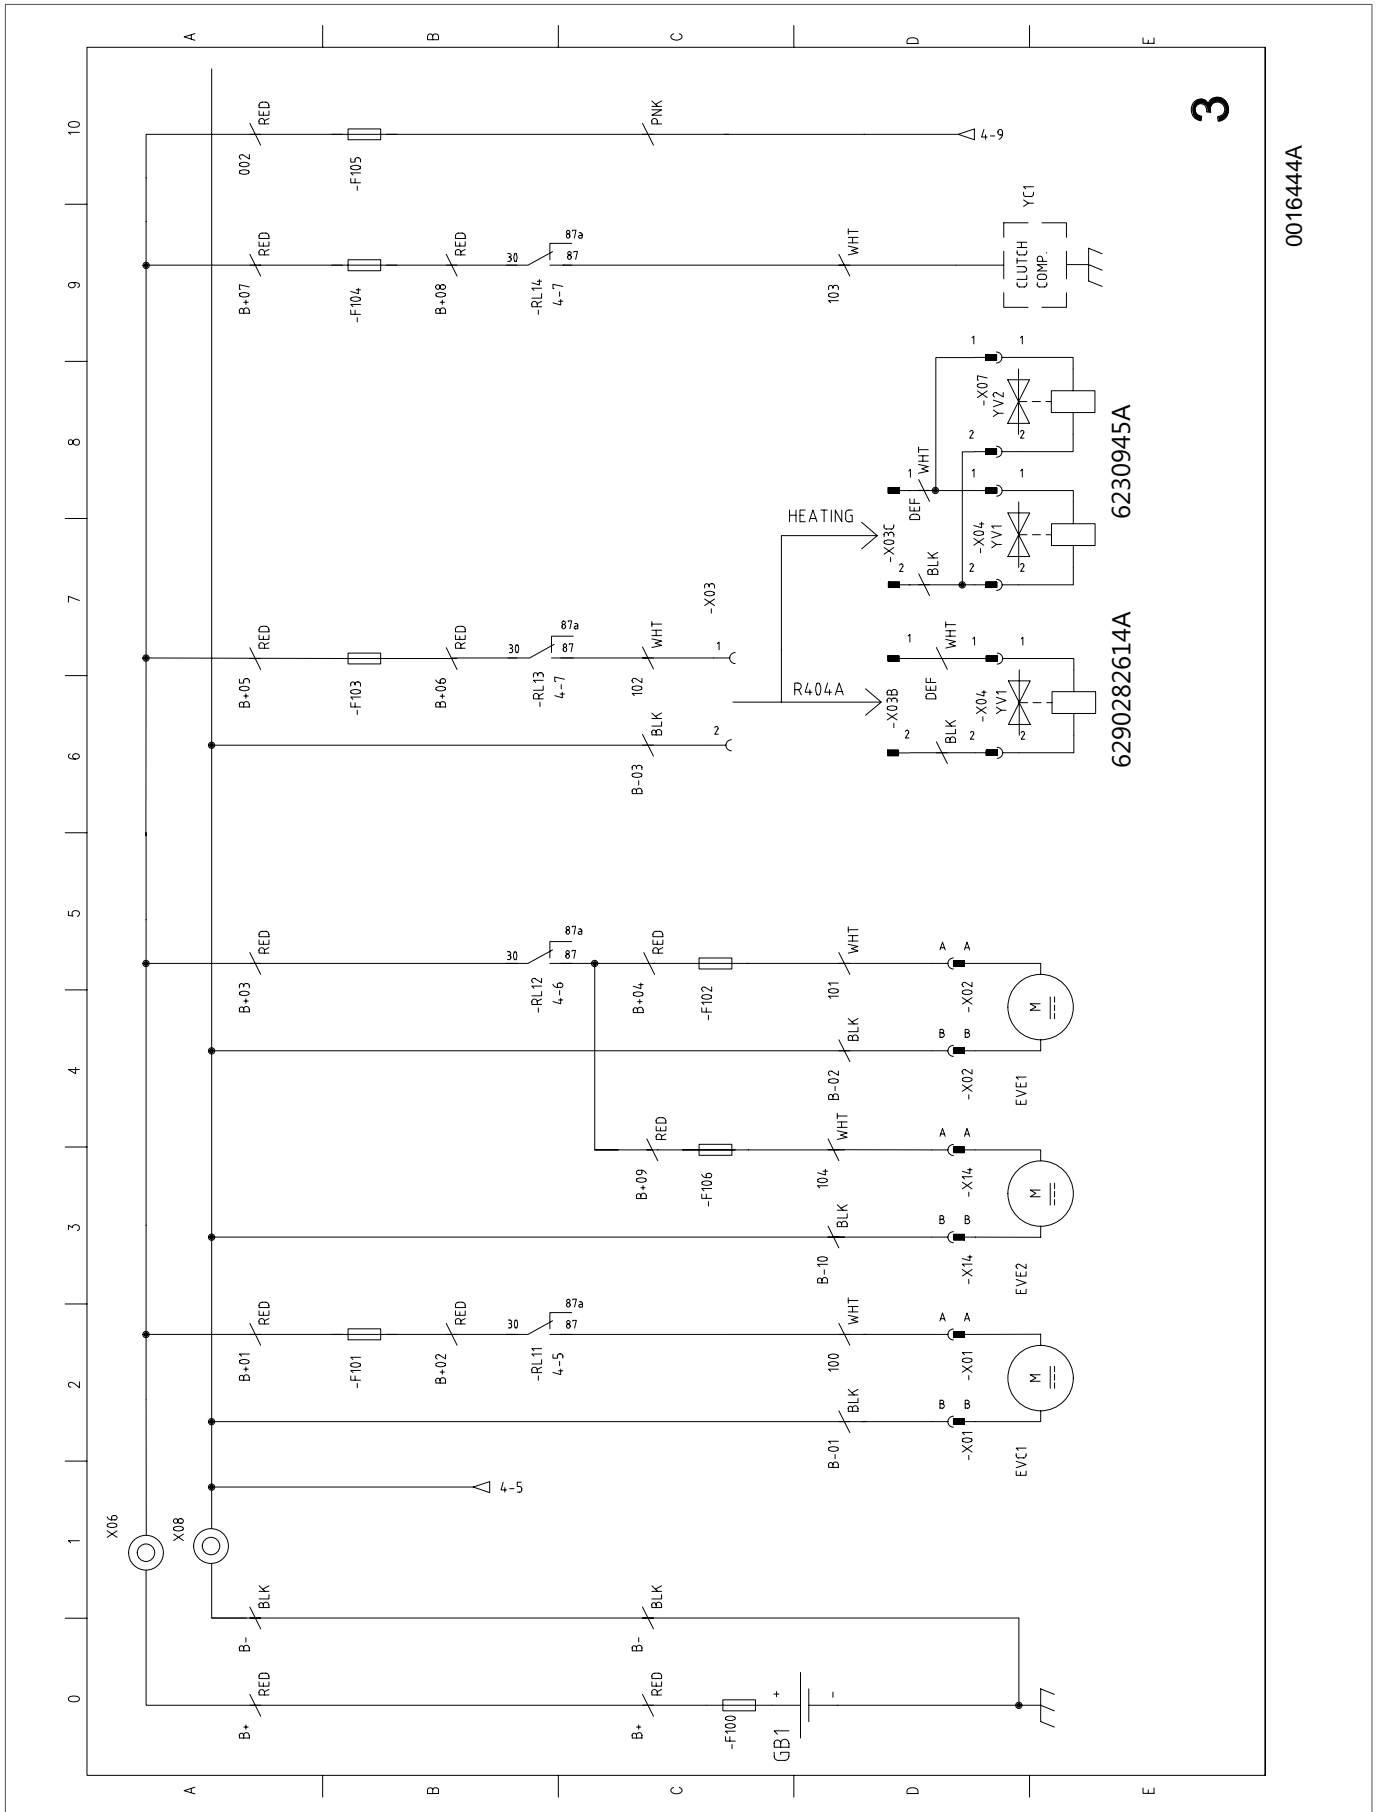 A
B
C
D
E
10
9
8
7
6
5
4
3
2
1
0
3
0016444A
RED
002
-F105
PNK
4-9
RED
B+07
-F104
RED
B+08
30
87a
87
-RL14
4-7
WHT
103
CLUTCH
COMP.
YC1
HEATING
-X03C
1
WHT
DEF
2
BLK
1
1
-X07
YV2
2
2
1
1
-X04
YV1
2
2
6230945A
RED
B+05
-F103
RED
B+06
30
87a
87
-RL13
4-7
WHT
102
1
-X03
BLK
B-03
2
R404A
-X03B
1
WHT
DEF
2
BLK
1
1
-X04
YV1
2
2
6290282614A
RED
B+03
30
87a
87
-RL12
4-6
RED
B+04
-F102
WHT
101
A
A
-X02
M
BLK
B-02
B
B
-X02
EVE1
RED
B+09
-F106
WHT
104
A
A
-X14
M
BLK
B-10
B
B
-X14
EVE2
RED
B+01
-F101
RED
B+02
30
87a
87
-RL11
4-5
WHT
100
A
A
-X01
M
BLK
B-01
B
B
-X01
EVC1
4-5
X06
X08
BLK
B-
BLK
B-
RED
B+
RED
B+
-F100
+
-
GB1
A
B
C
D
E